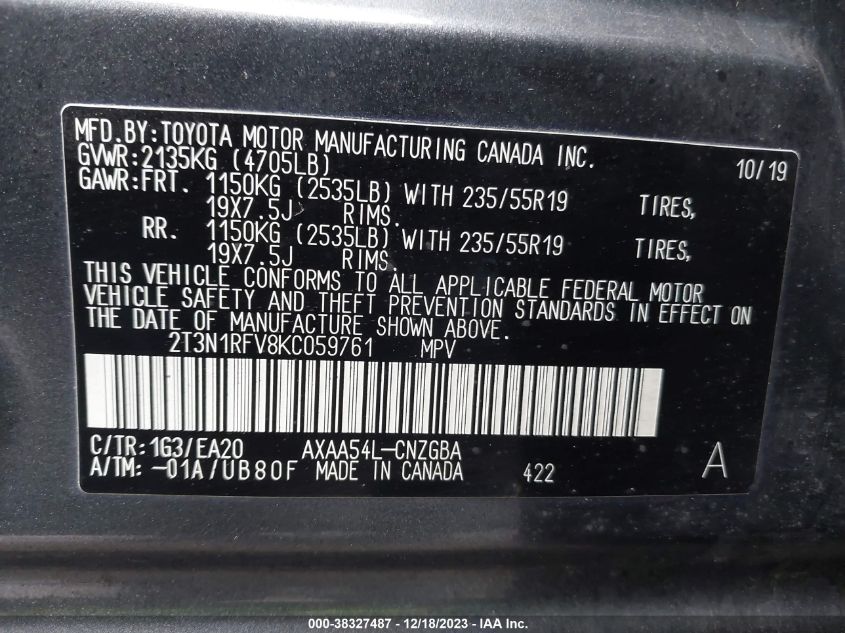 MFD.BY:TOYOTA MOTOR MANUFACTURING CANADA INC. 10/19
GVWR:2135KG (4705LB)
GAWR:FRT. 1150KG (2535LB) WITH 235/55R19 TIRES,
19X7.5J RIMS.
RR. 1150KG (2535LB) WITH 235/55R19 TIRES,
19X7.5J RIMS.
THIS VEHICLE CONFORMS TO ALL APPLICABLE FEDERAL MOTOR
VEHICLE SAFETY AND THEFT PREVENTION STANDARDS IN EFFECT ON
THE DATE OF MANUFACTURE SHOWN ABOVE.
2T3N1RFV8KC059761 MPV
C/TR:1G3/EA20 AXAA54L-CNZGBA
A/TM:-01A/UB80F MADE IN CANADA 422 A
000-38327487 - 12/18/2023 - IAAI.com